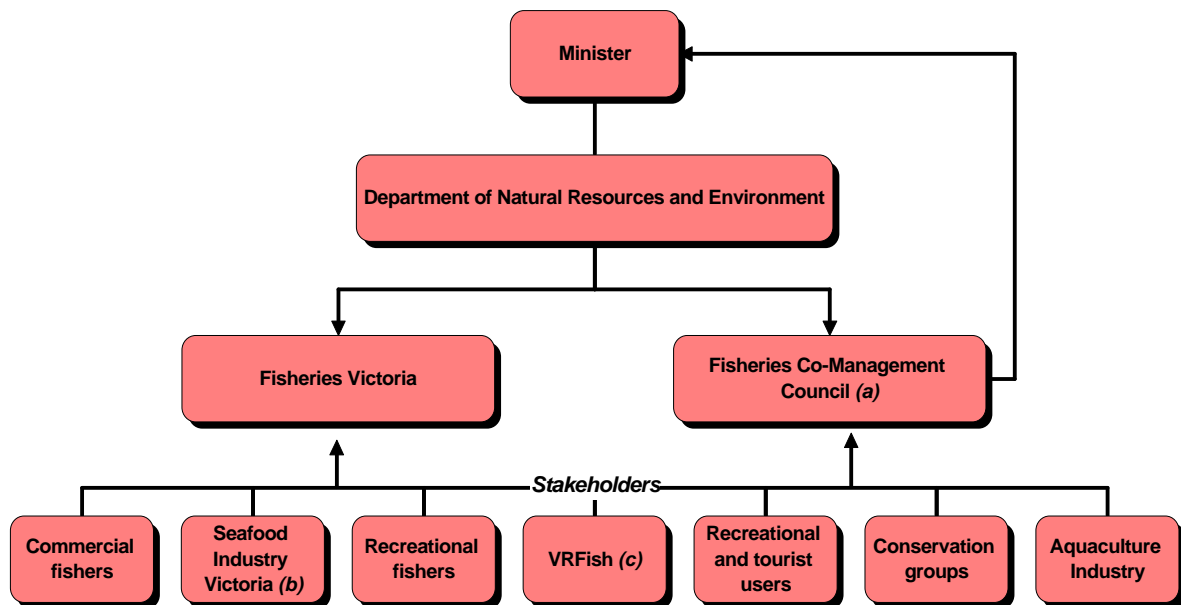 Minister
Department of Natural Resources and Environment
Fisheries Victoria
Fisheries Co-Management
Council (a)
Stakeholders
Commercial
fishers
Seafood
Industry
Victoria (b)
Recreational
fishers
VRFish (c)
Recreational
and tourist
users
Conservation
groups
Aquaculture
Industry